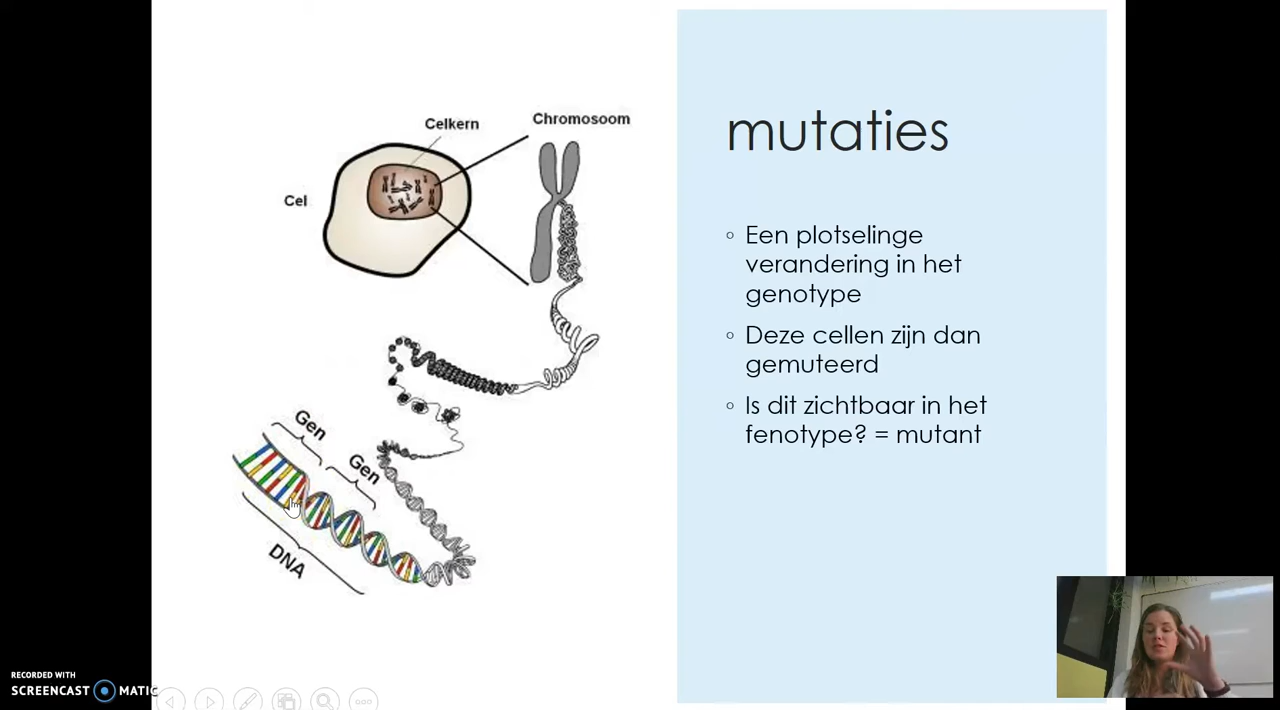 Celkern
Chromosoom
Cel
Gen
Gen
DNA
mutaties
Een plotselinge
verandering in het
genotype
Deze cellen zijn dan
gemuteerd
Is dit zichtbaar in het
fenotype? = mutant
RECORDED WITH
SCREENCAST MATIC